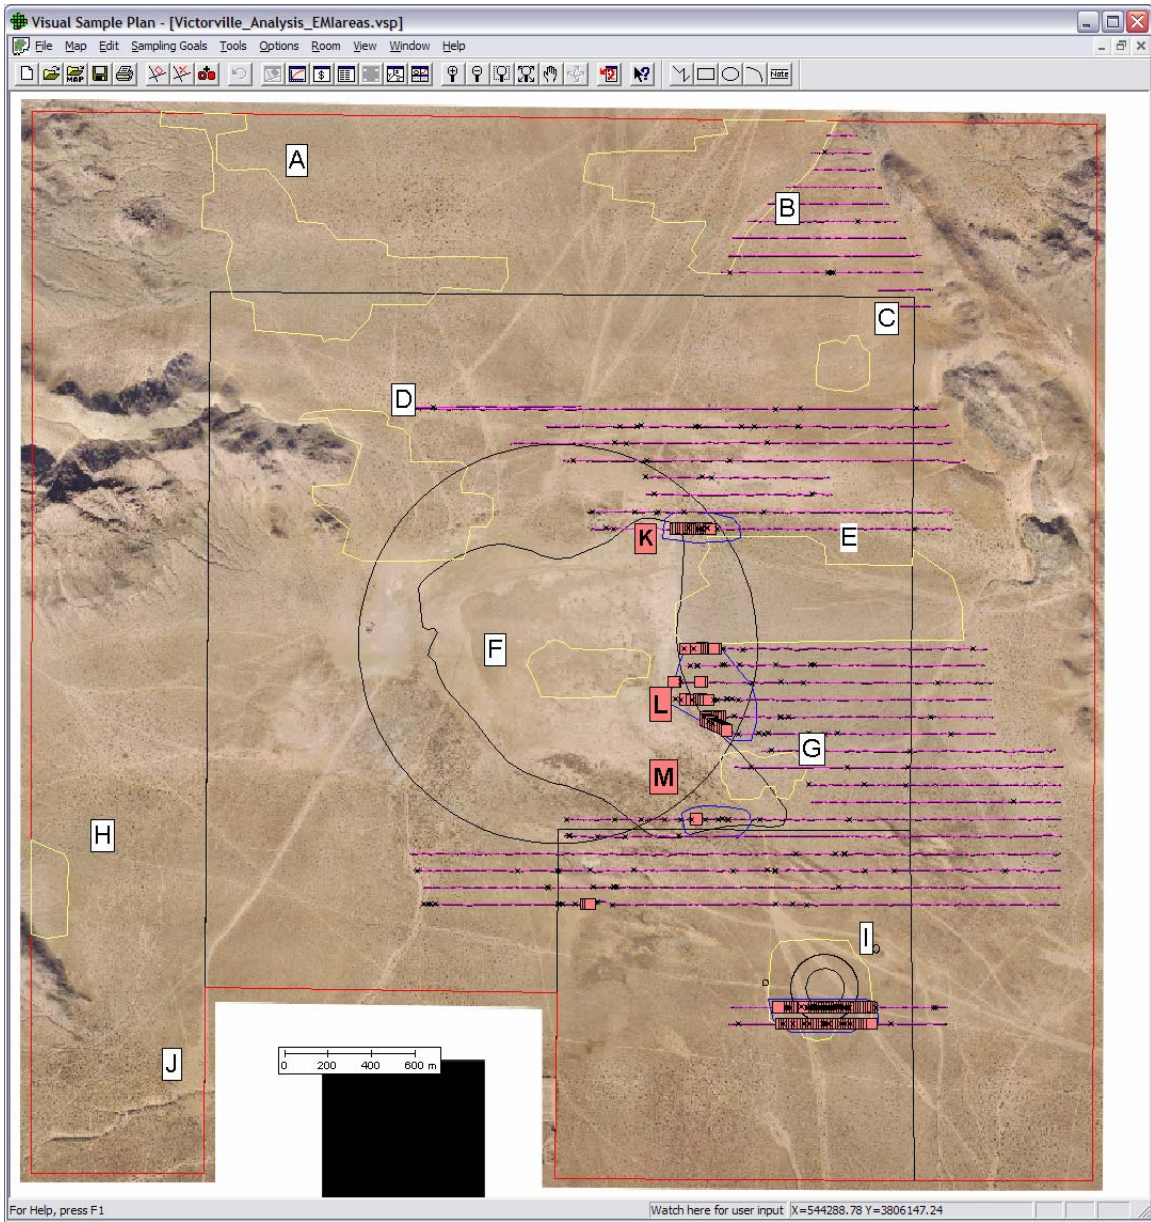 Visual Sample Plan - [Victorville_Analysis_EMIareas.vsp]
File Map Edit Sampling Goals Tools Options Room View Window Help
MAP $ Note
A
B
C
D
K
E
F
L
G
M
H
I
J
0 200 400 600 m
For Help, press F1 Watch here for user input X=544288.78 Y=3806147.24